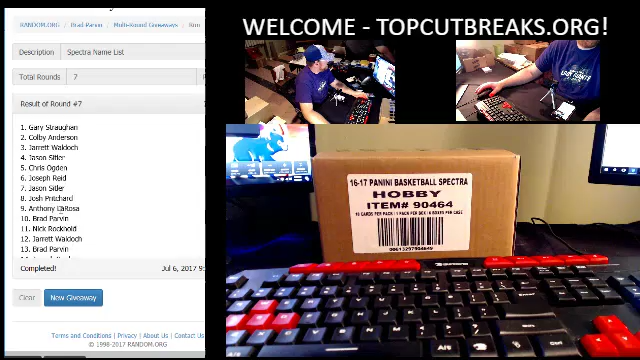 WELCOME - TOPCUTBREAKS.ORG!
RANDOM.ORG Brad Parvin Multi-Round Giveaways
Description Spectra Name List
Total Rounds 7
Result of Round #7
1. Gary Straughan
2. Colby Anderson
3. Jarrett Waldoch
4. Jason Sitler
5. Chris Ogden
6. Joseph Reid
7. Jason Sitler
8. Josh Pritchard
9. Anthony LaRosa
10. Brad Parvin
11. Nick Rockhold
12. Jarrett Waldoch
13. Brad Parvin
Completed! Jul 6, 2017 9:
Clear New Giveaway
Terms and Conditions | Privacy | About Us | Contact Us
© 1998-2017 RANDOM.ORG
16-17 PANINI BASKETBALL SPECTRA
HOBBY
ITEM# 90464